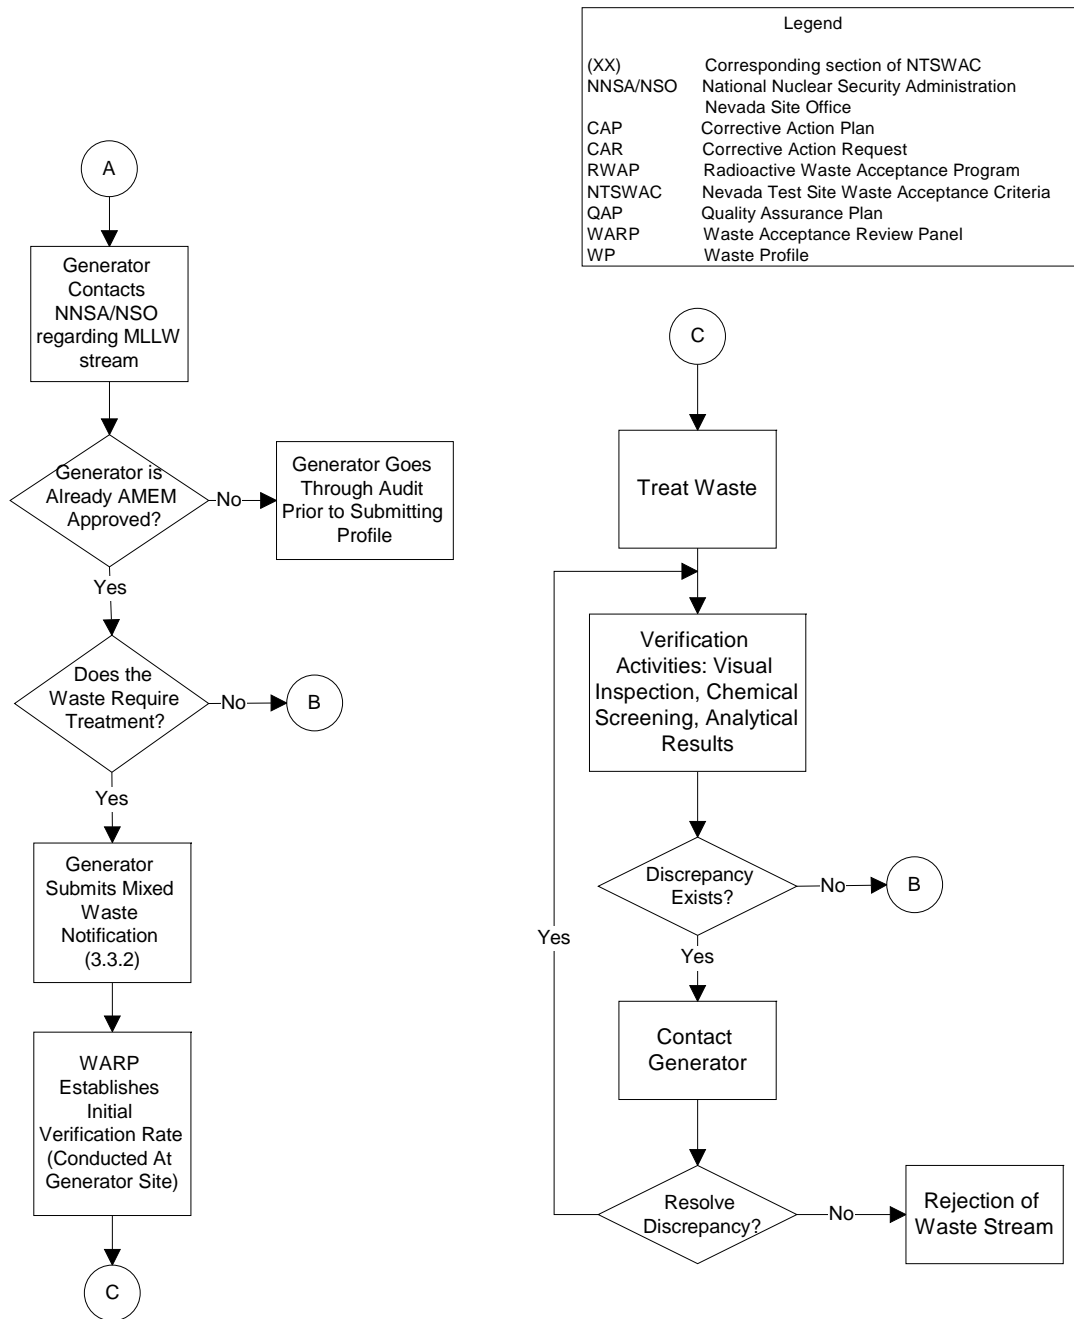 Legend
(XX) Corresponding section of NTSWAC
NNSA/NSO National Nuclear Security Administration
Nevada Site Office
CAP Corrective Action Plan
CAR Corrective Action Request
RWAP Radioactive Waste Acceptance Program
NTSWAC Nevada Test Site Waste Acceptance Criteria
QAP Quality Assurance Plan
WARP Waste Acceptance Review Panel
WP Waste Profile
A
Generator
Contacts
NNSA/NSO
regarding MLLW
stream
Generator is
Already AMEM
Approved?
No
Generator Goes
Through Audit
Prior to Submitting
Profile
Yes
Does the
Waste Require
Treatment?
No
B
Yes
Generator
Submits Mixed
Waste
Notification
(3.3.2)
WARP
Establishes
Initial
Verification Rate
(Conducted At
Generator Site)
C
C
Treat Waste
Verification
Activities: Visual
Inspection, Chemical
Screening, Analytical
Results
Discrepancy
Exists?
No
B
Yes
Yes
Contact
Generator
Resolve
Discrepancy?
No
Rejection of
Waste Stream